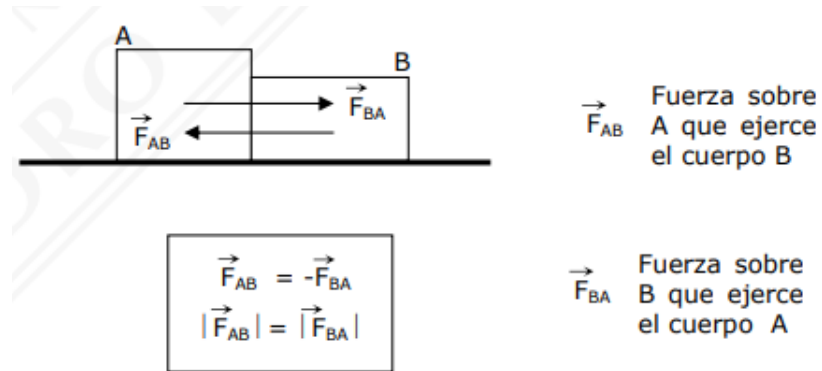 A
B
F⃗BA
F⃗AB
F⃗AB Fuerza sobre
A que ejerce
el cuerpo B
F⃗AB = -F⃗BA
|F⃗AB| = |F⃗BA|
F⃗BA Fuerza sobre
B que ejerce
el cuerpo A